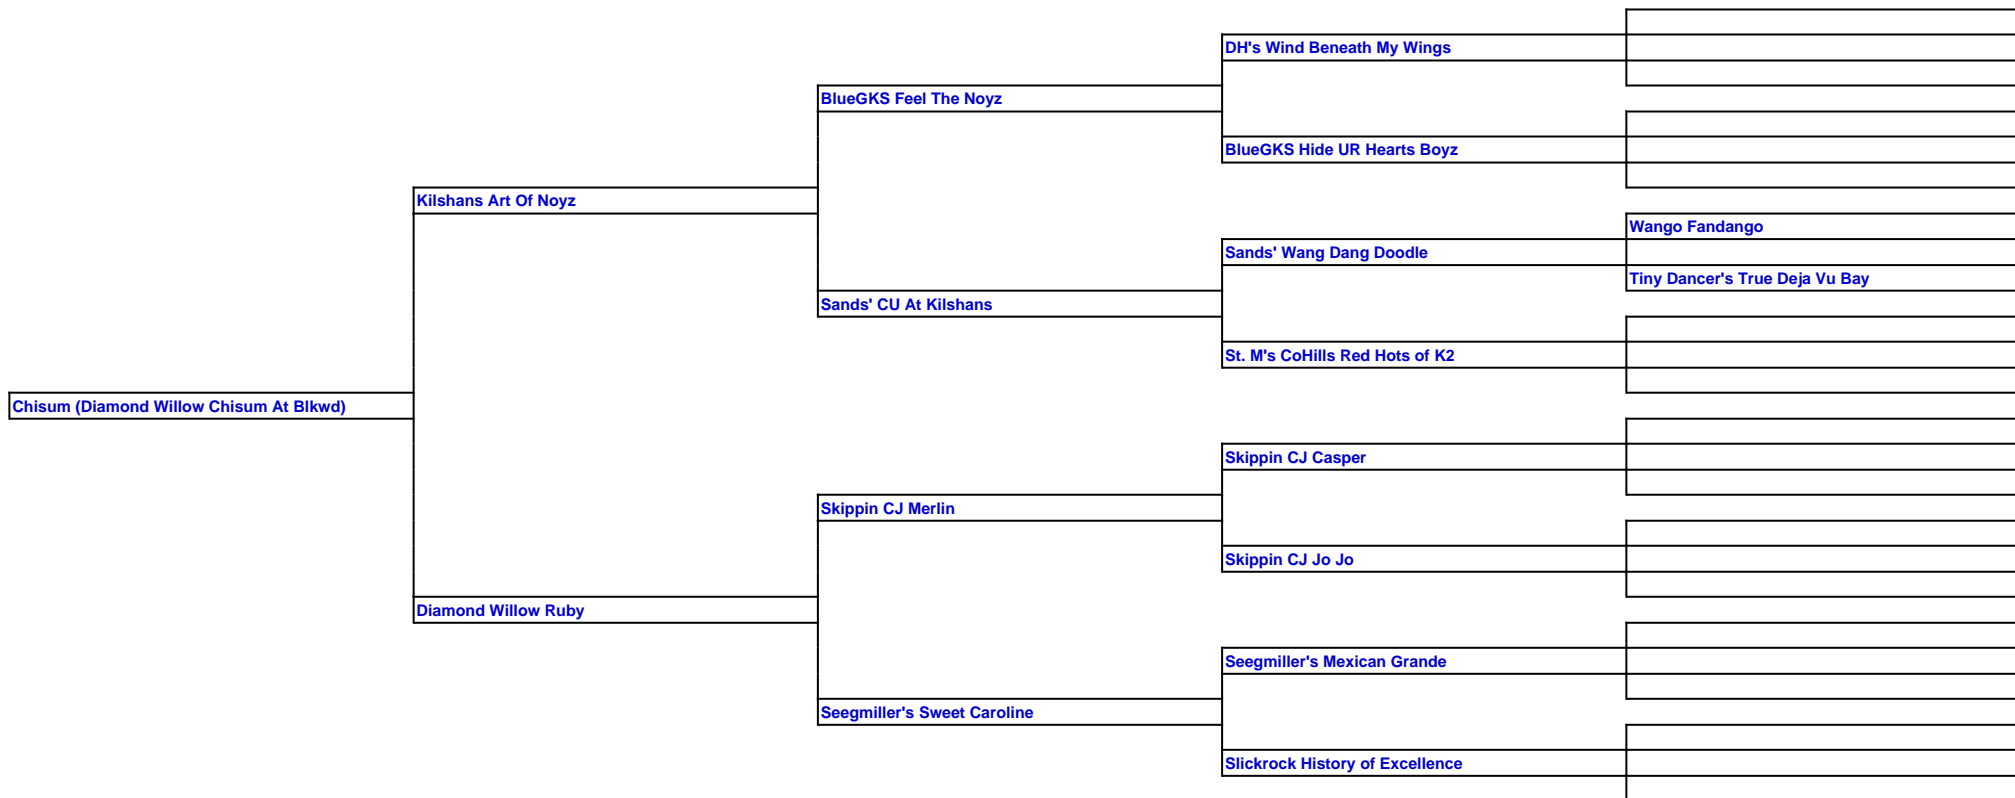 DH's Wind Beneath My Wings
BlueGKS Feel The Noyz
BlueGKS Hide UR Hearts Boyz
Kilshans Art Of Noyz
Wango Fandango
Sands' Wang Dang Doodle
Tiny Dancer's True Deja Vu Bay
Sands' CU At Kilshans
St. M's CoHills Red Hots of K2
Chisum (Diamond Willow Chisum At Blkwd)
Skippin CJ Casper
Skippin CJ Merlin
Skippin CJ Jo Jo
Diamond Willow Ruby
Seegmiller's Mexican Grande
Seegmiller's Sweet Caroline
Slickrock History of Excellence